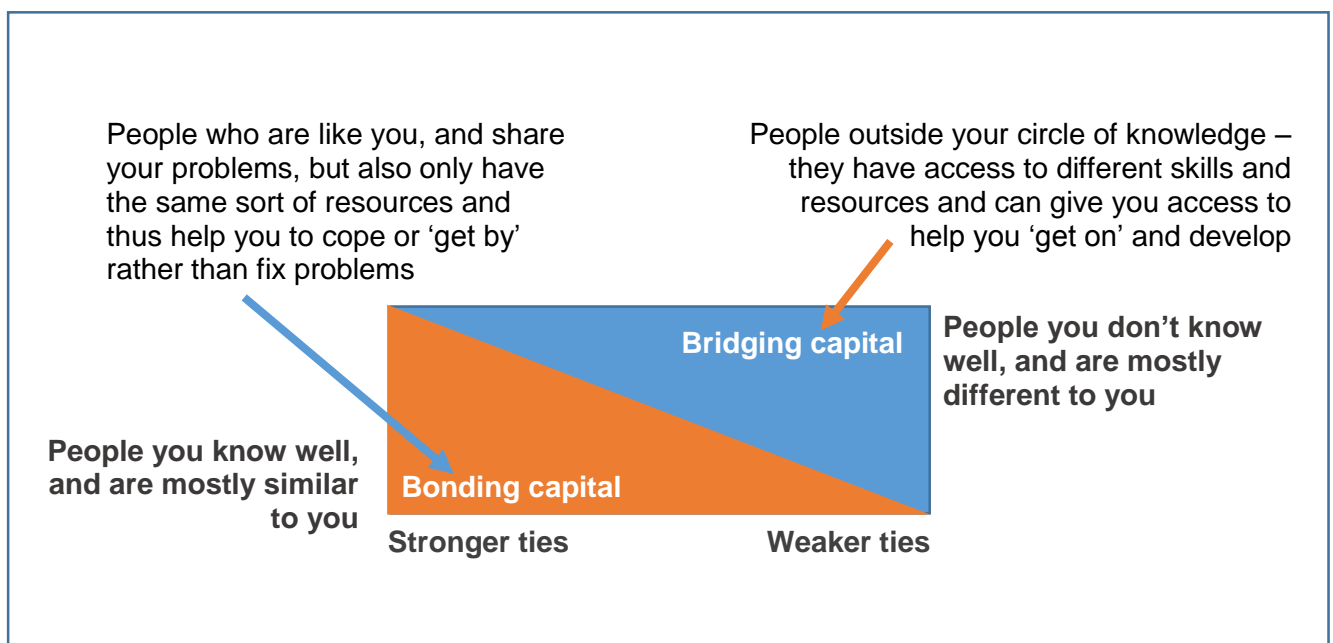 People who are like you, and share
your problems, but also only have
the same sort of resources and
thus help you to cope or ‘get by’
rather than fix problems
People outside your circle of knowledge –
they have access to different skills and
resources and can give you access to
help you ‘get on’ and develop
Bridging capital
People you don’t know
well, and are mostly
different to you
People you know well,
and are mostly similar
to you
Bonding capital
Stronger ties
Weaker ties